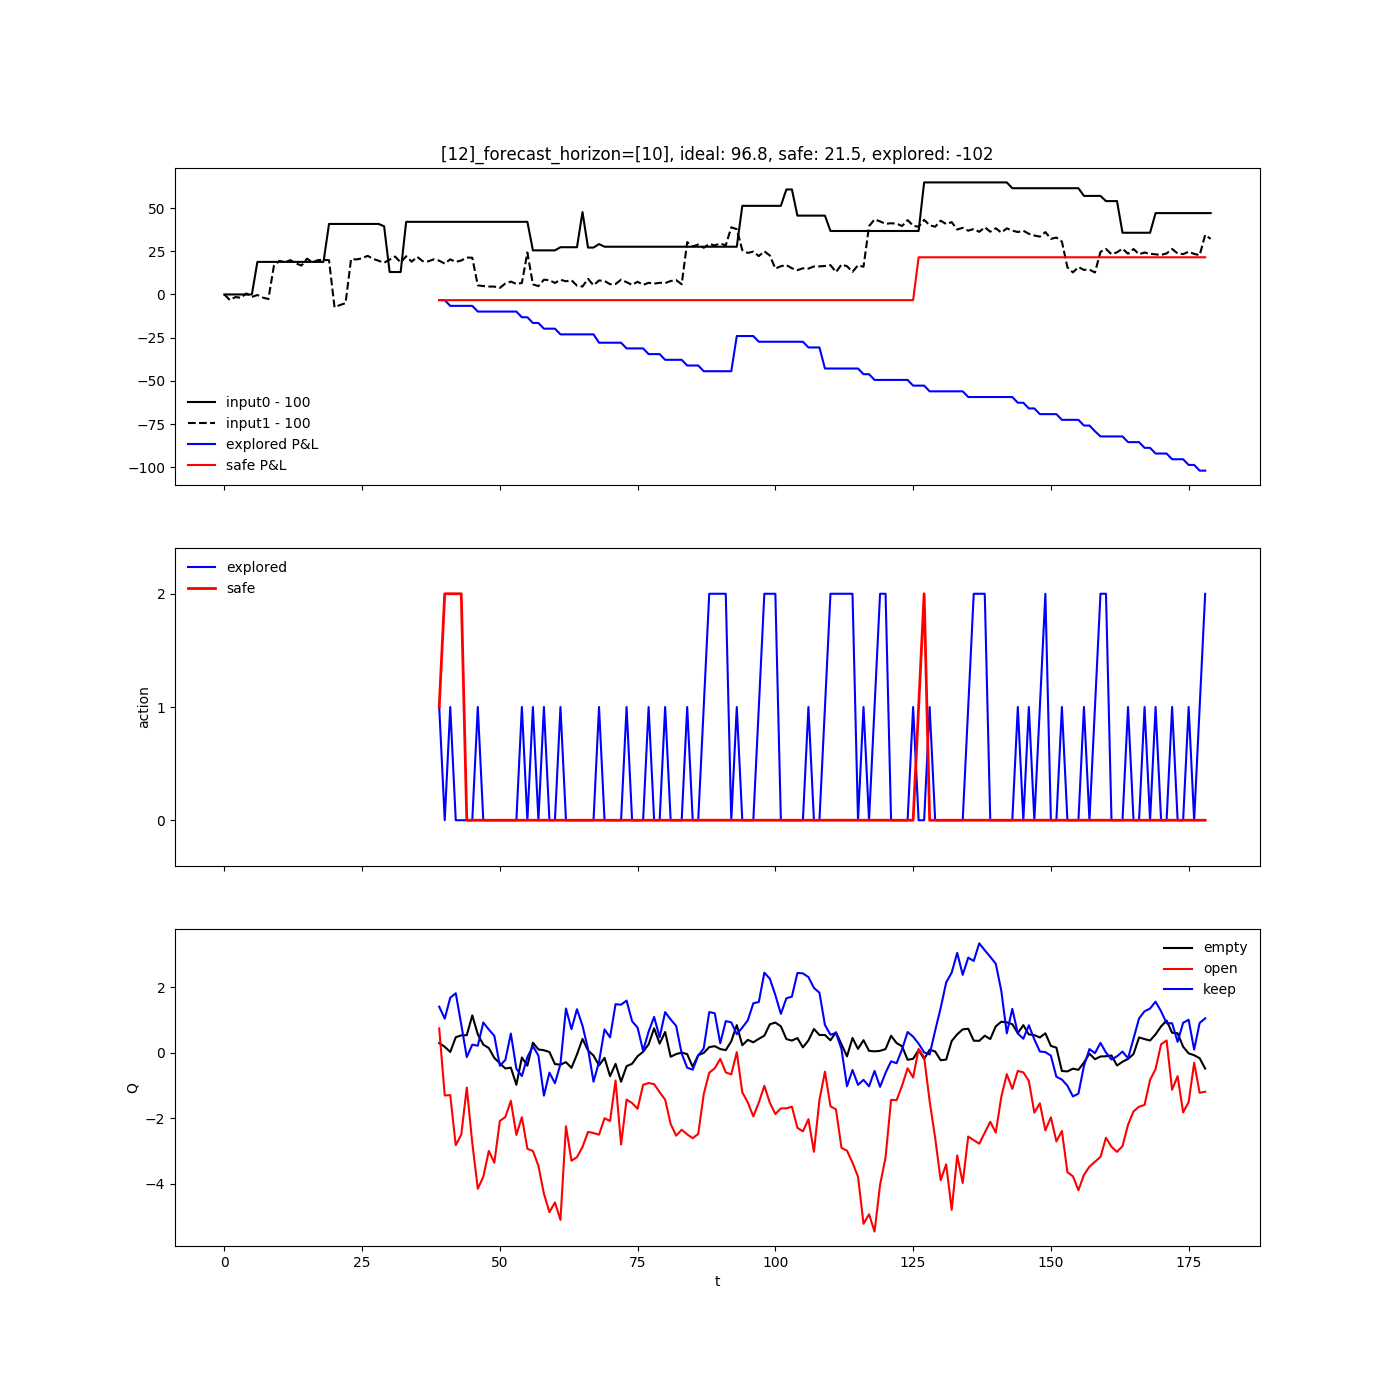 [12]_forecast_horizon=[10], ideal: 96.8, safe: 21.5, explored: -102
50
25
0
−25
−50
−75
−100
input0 - 100
input1 - 100
explored P&L
safe P&L
explored
safe
2
1
0
action
empty
open
keep
2
0
−2
−4
Q
0
25
50
75
100
125
150
175
t